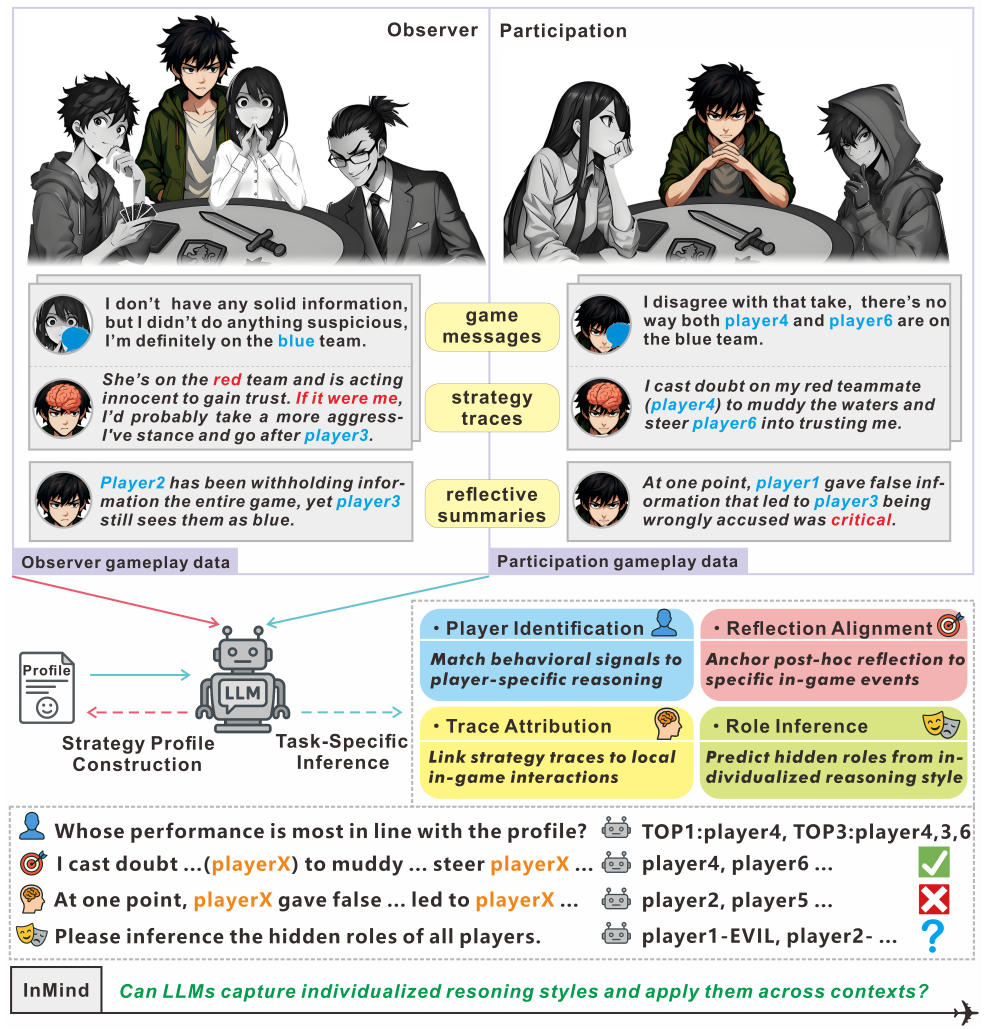 Observer
Participation
I don't have any solid information,
but I didn't do anything suspicious,
I'm definitely on the blue team.
game
messages
I disagree with that take, there's no
way both player4 and player6 are on
the blue team.
She's on the red team and is acting
innocent to gain trust. If it were me,
I'd probably take a more aggress-
I've stance and go after player3.
strategy
traces
I cast doubt on my red teammate
(player4) to muddy the waters and
steer player6 into trusting me.
Player2 has been withholding infor-
mation the entire game, yet player3
still sees them as blue.
reflective
summaries
At one point, player1 gave false inf-
ormation that led to player3 being
wrongly accused was critical.
Observer gameplay data
Participation gameplay data
Profile
LLM
Strategy Profile
Construction
Task-Specific
Inference
· Player Identification
Match behavioral signals to
player-specific reasoning
· Reflection Alignment
Anchor post-hoc reflection to
specific in-game events
· Trace Attribution
Link strategy traces to local
in-game interactions
· Role Inference
Predict hidden roles from in-
dividualized reasoning style
Whose performance is most in line with the profile?
TOP1:player4, TOP3:player4,3,6
I cast doubt ...(playerX) to muddy ... steer playerX ...
player4, player6 ...
At one point, playerX gave false ... led to playerX ...
player2, player5 ...
Please inference the hidden roles of all players.
player1-EVIL, player2- ...
?
InMind
Can LLMs capture individualized resoning styles and apply them across contexts?